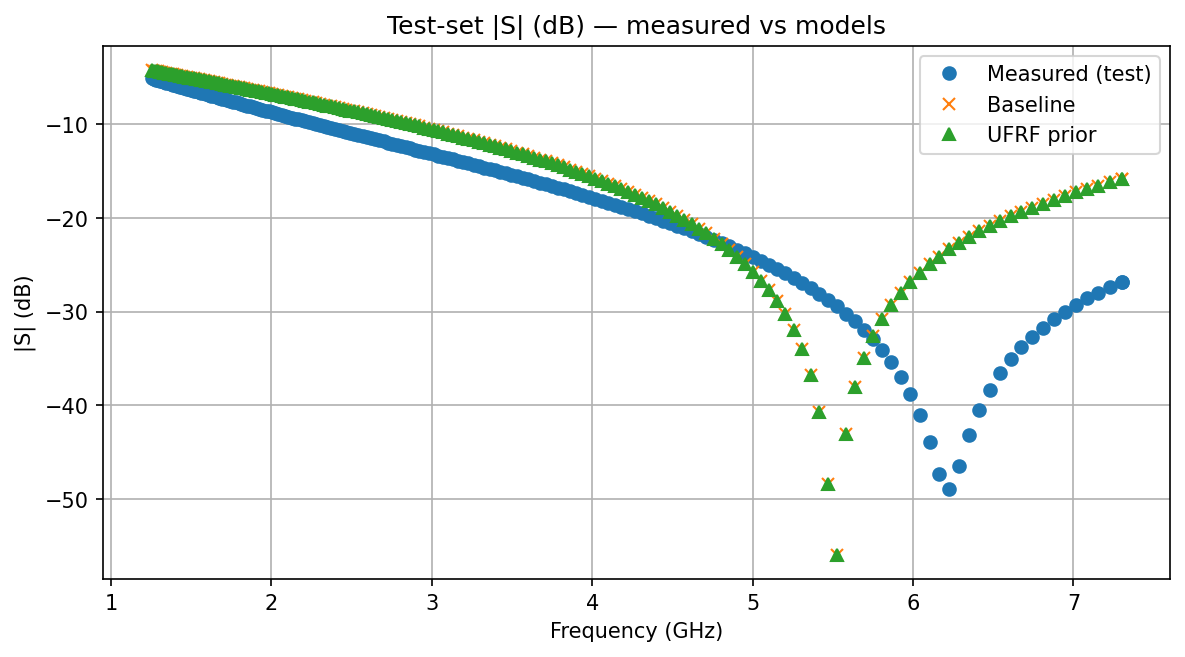 Test-set |S| (dB) — measured vs models
Measured (test)
Baseline
UFRF prior
−10
−20
−30
−40
−50
|S| (dB)
1 2 3 4 5 6 7
Frequency (GHz)